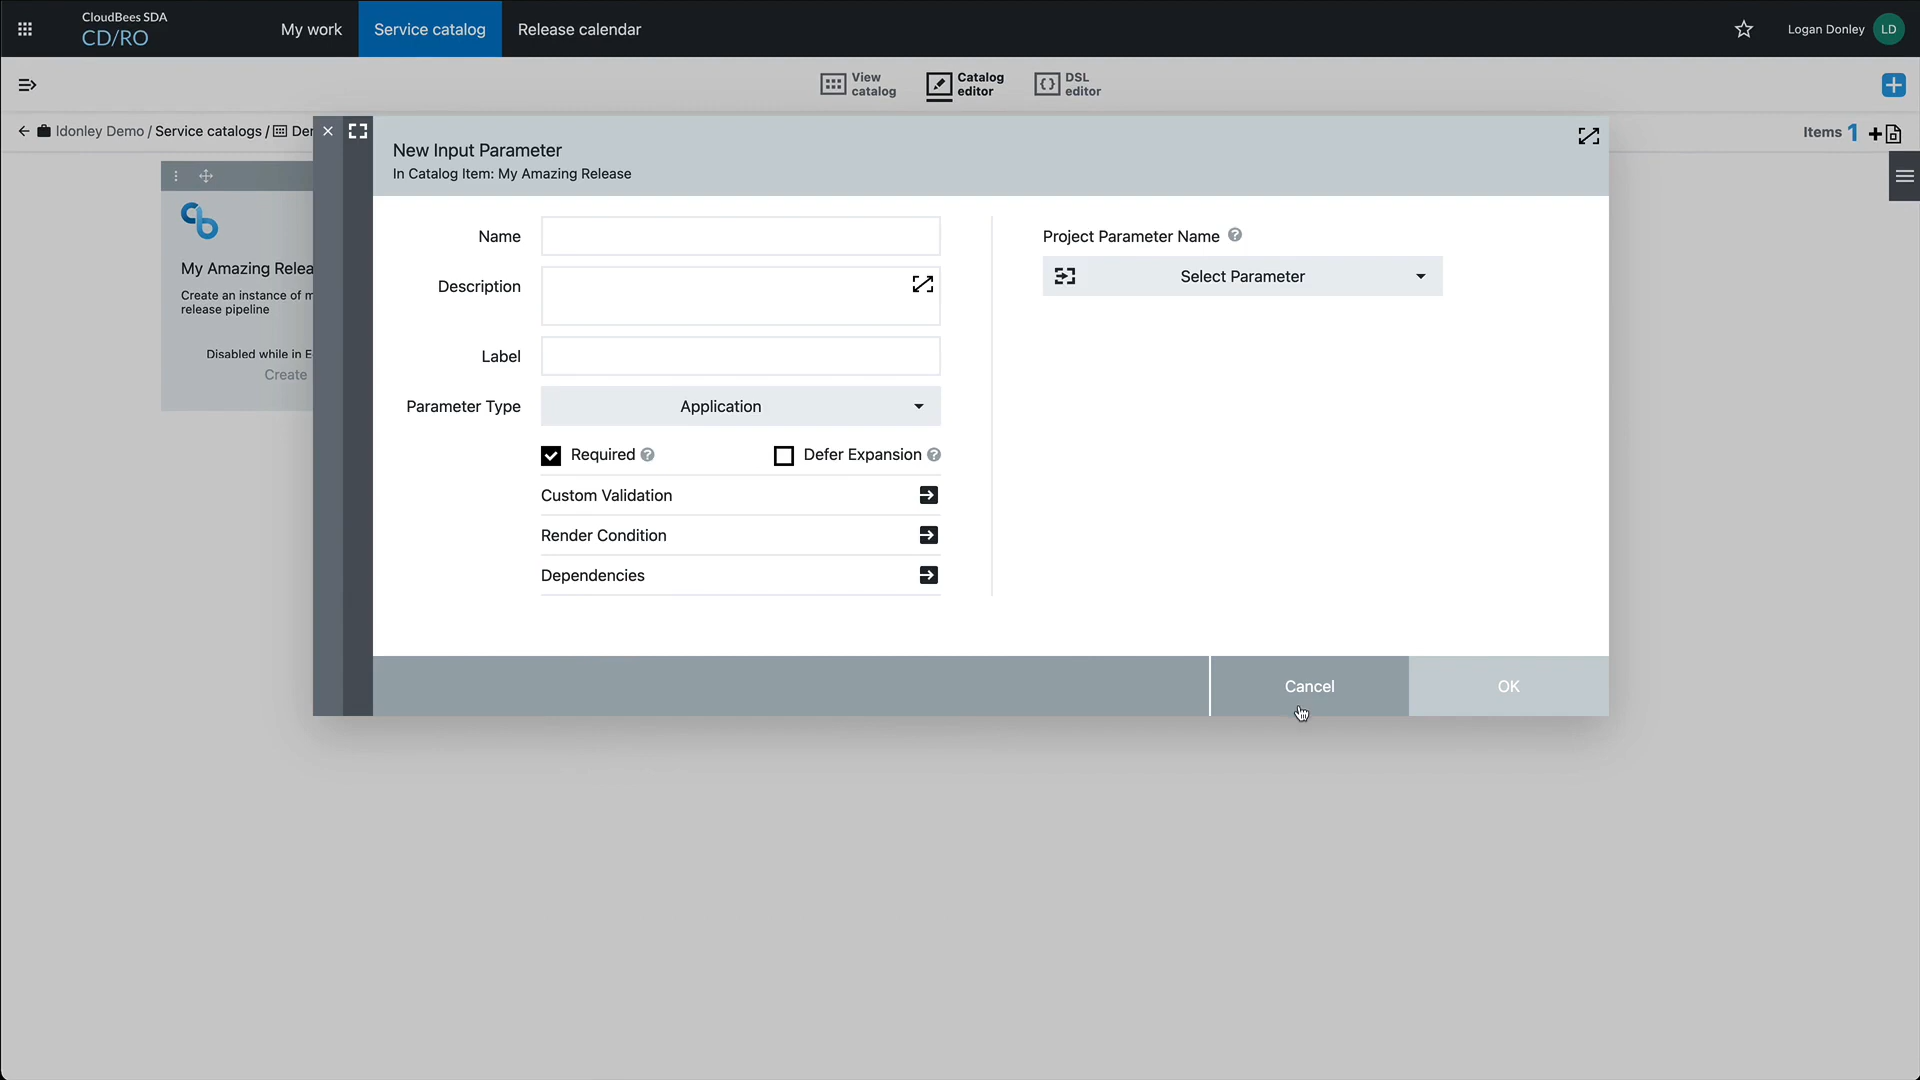 CloudBees SDA
CD/RO
My work
Service catalog
Release calendar
Logan Donley
LD
View
catalog
Catalog
editor
DSL
editor
ldonley Demo / Service catalogs /
Items 1
New Input Parameter
In Catalog Item: My Amazing Release
My Amazing
Create an instance of
release pipeline
Disabled while in
Create
Name
Description
Label
Parameter Type
Application
Required
Defer Expansion
Custom Validation
Render Condition
Dependencies
Project Parameter Name
Select Parameter
Cancel
OK